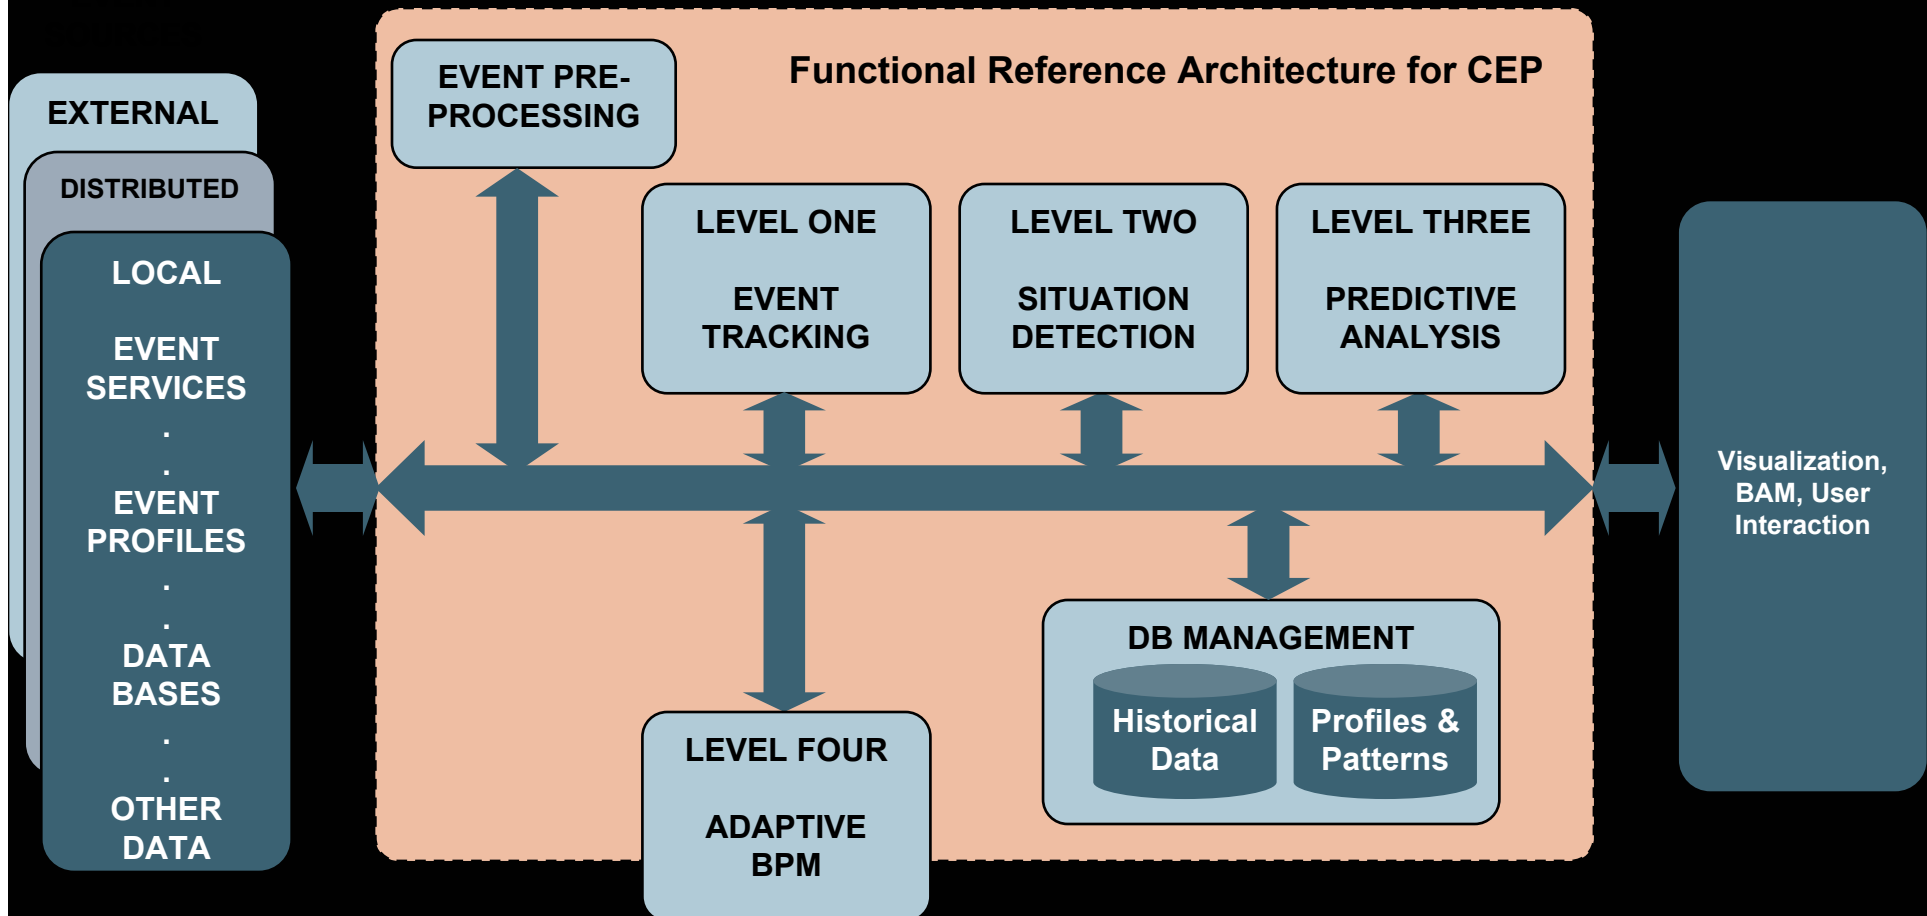 EXTERNAL
DISTRIBUTED
LOCAL
EVENT
SERVICES
.
.
EVENT
PROFILES
.
.
DATA
BASES
.
.
OTHER
DATA
EVENT PRE-
PROCESSING
Functional Reference Architecture for CEP
LEVEL ONE
EVENT
TRACKING
LEVEL TWO
SITUATION
DETECTION
LEVEL THREE
PREDICTIVE
ANALYSIS
LEVEL FOUR
ADAPTIVE
BPM
DB MANAGEMENT
Historical
Data
Profiles &
Patterns
Visualization,
BAM, User
Interaction